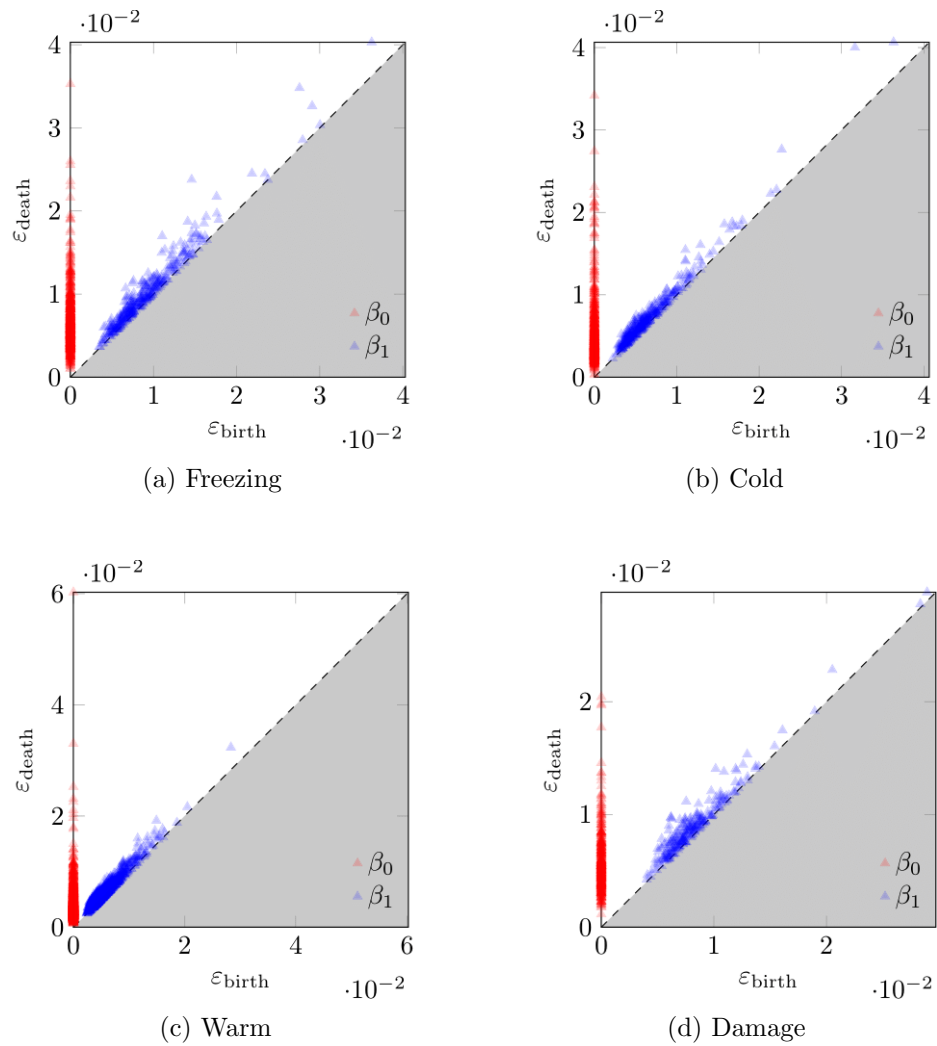 ·10⁻²
4
3
2
1
0
ε_death
β₀
β₁
0 1 2 3 4
ε_birth
·10⁻²
(a) Freezing
·10⁻²
4
2
0
ε_death
β₀
β₁
0 1 2 3 4
ε_birth
·10⁻²
(b) Cold
·10⁻²
6
4
2
0
ε_death
β₀
β₁
0 2 4 6
ε_birth
·10⁻²
(c) Warm
·10⁻²
2
1
0
ε_death
β₀
β₁
0 1 2
ε_birth
·10⁻²
(d) Damage